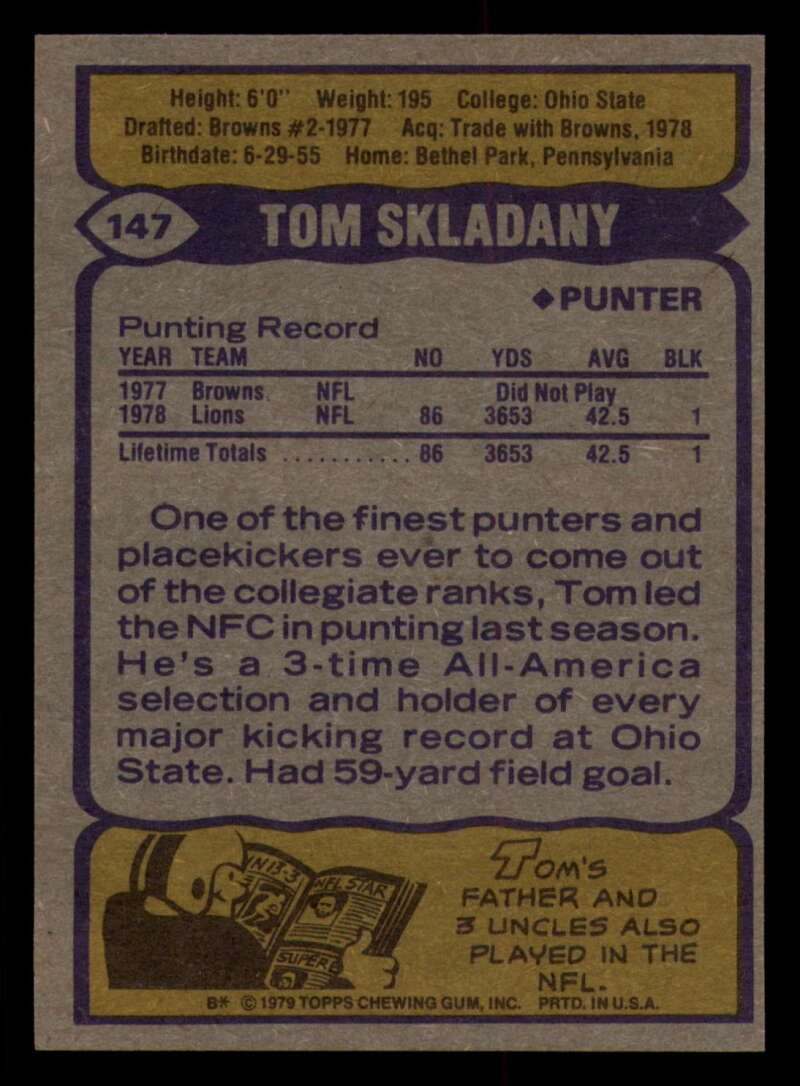 Height: 6'0" Weight: 195 College: Ohio State
Drafted: Browns #2-1977 Acq: Trade with Browns, 1978
Birthdate: 6-29-55 Home: Bethel Park, Pennsylvania
147 TOM SKLADANY
◆PUNTER
Punting Record
YEAR TEAM NO YDS AVG BLK
1977 Browns NFL Did Not Play
1978 Lions NFL 86 3653 42.5 1
Lifetime Totals ........... 86 3653 42.5 1
One of the finest punters and
placekickers ever to come out
of the collegiate ranks, Tom led
the NFC in punting last season.
He's a 3-time All-America
selection and holder of every
major kicking record at Ohio
State. Had 59-yard field goal.
TOM'S
FATHER AND
3 UNCLES ALSO
PLAYED IN THE
NFL.
NFL STAR
SUPER
B* © 1979 TOPPS CHEWING GUM, INC. PRTD. IN U.S.A.